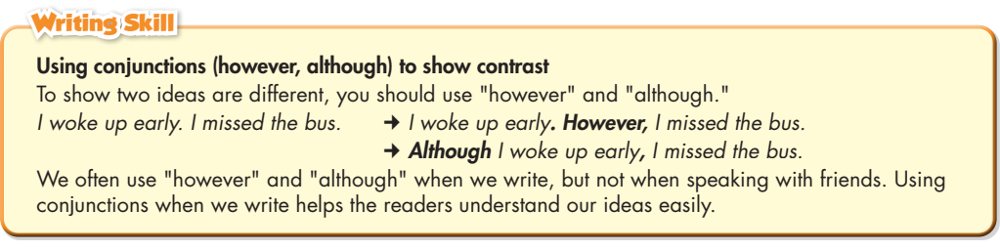 Writing Skill
Using conjunctions (however, although) to show contrast
To show two ideas are different, you should use "however" and "although."
I woke up early. I missed the bus. → I woke up early. However, I missed the bus.
→ Although I woke up early, I missed the bus.
We often use "however" and "although" when we write, but not when speaking with friends. Using
conjunctions when we write helps the readers understand our ideas easily.